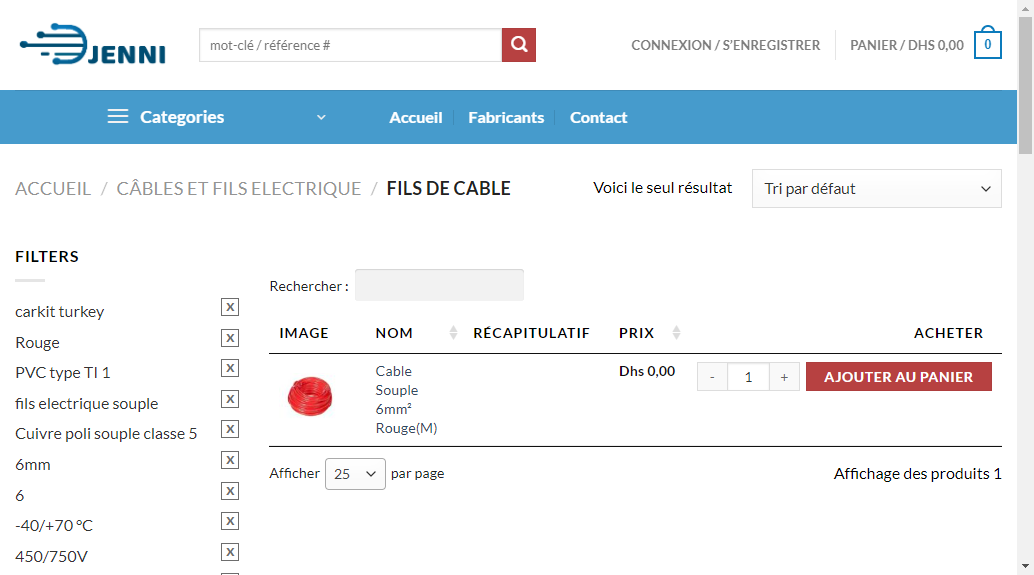 JENNI
mot-clé / référence #
CONNEXION / S'ENREGISTRER
PANIER / DHS 0,00
0
Categories
Accueil
Fabricants
Contact
ACCUEIL / CÂBLES ET FILS ELECTRIQUE / FILS DE CABLE
Voici le seul résultat
Tri par défaut
FILTERS
carkit turkey X
Rouge X
PVC type TI 1 X
fils electrique souple X
Cuivre poli souple classe 5 X
6mm X
6 X
-40/+70 °C X
450/750V X
Rechercher :
IMAGE NOM RÉCAPITULATIF PRIX ACHETER
Cable
Souple
6mm²
Rouge(M)
Dhs 0,00
- 1 +
AJOUTER AU PANIER
Afficher 25 par page
Affichage des produits 1